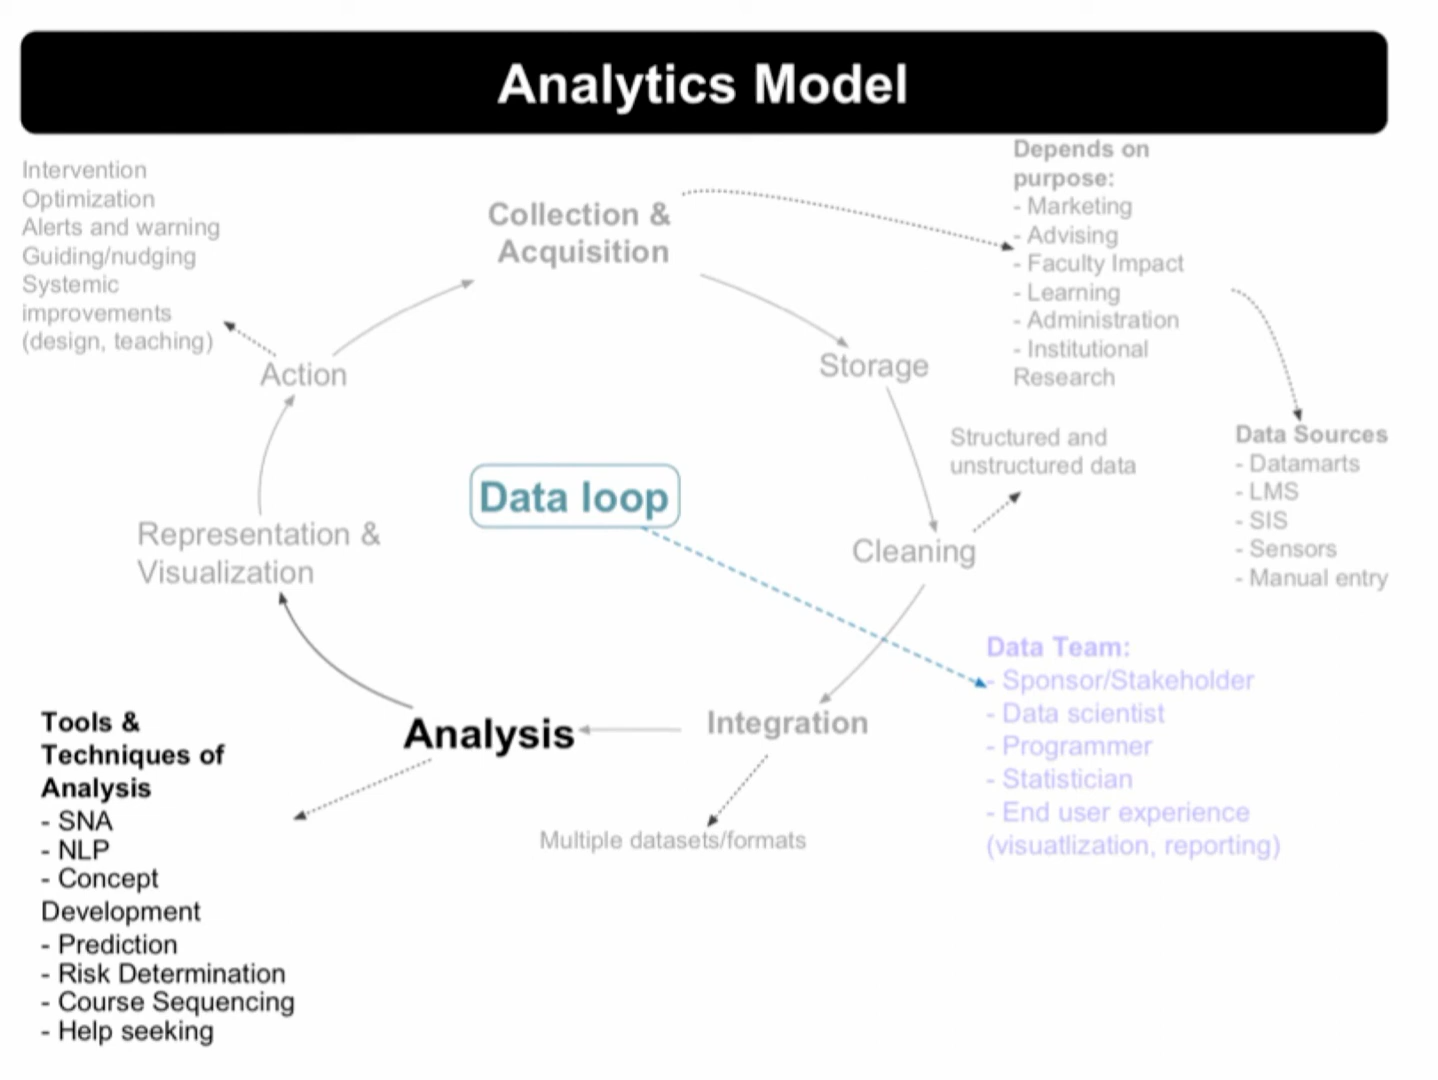 Analytics Model
Intervention
Optimization
Alerts and warning
Guiding/nudging
Systemic
improvements
(design, teaching)
Collection &
Acquisition
Depends on
purpose:
- Marketing
- Advising
- Faculty Impact
- Learning
- Administration
- Institutional
Research
Action
Storage
Structured and
unstructured data
Data Sources
- Datamarts
- LMS
- SIS
- Sensors
- Manual entry
Data loop
Representation &
Visualization
Cleaning
Data Team:
- Sponsor/Stakeholder
- Data scientist
- Programmer
- Statistician
- End user experience
(visuatlization, reporting)
Analysis
Integration
Multiple datasets/formats
Tools &
Techniques of
Analysis
- SNA
- NLP
- Concept
Development
- Prediction
- Risk Determination
- Course Sequencing
- Help seeking